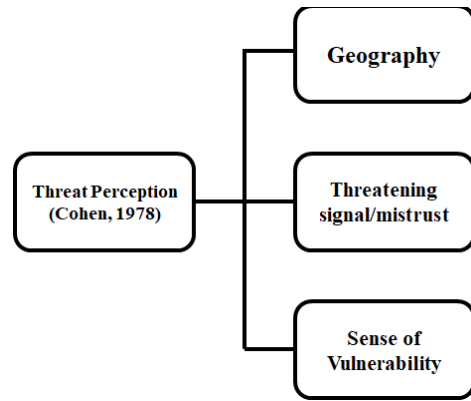 Geography
Threat Perception
(Cohen, 1978)
Threatening
signal/mistrust
Sense of
Vulnerability